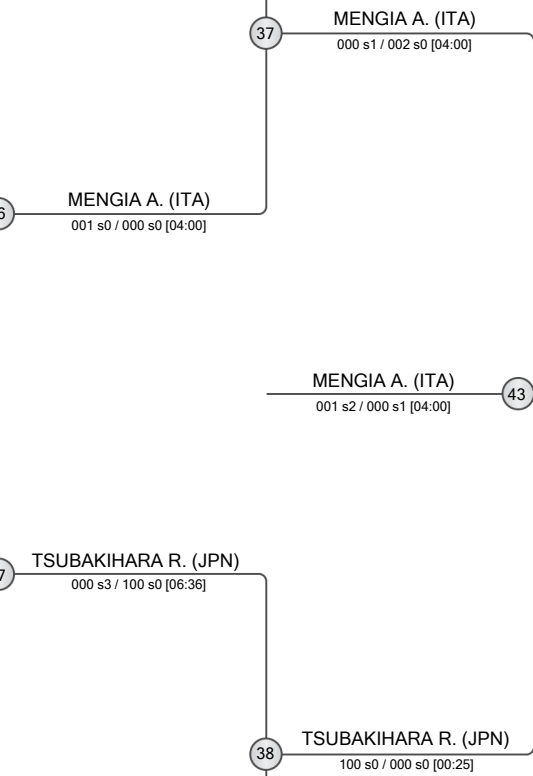 37
MENGIA A. (ITA)
000 s1 / 002 s0 [04:00]
6
MENGIA A. (ITA)
001 s0 / 000 s0 [04:00]
MENGIA A. (ITA)
001 s2 / 000 s1 [04:00]
43
7
TSUBAKIHARA R. (JPN)
000 s3 / 100 s0 [06:36]
38
TSUBAKIHARA R. (JPN)
100 s0 / 000 s0 [00:25]